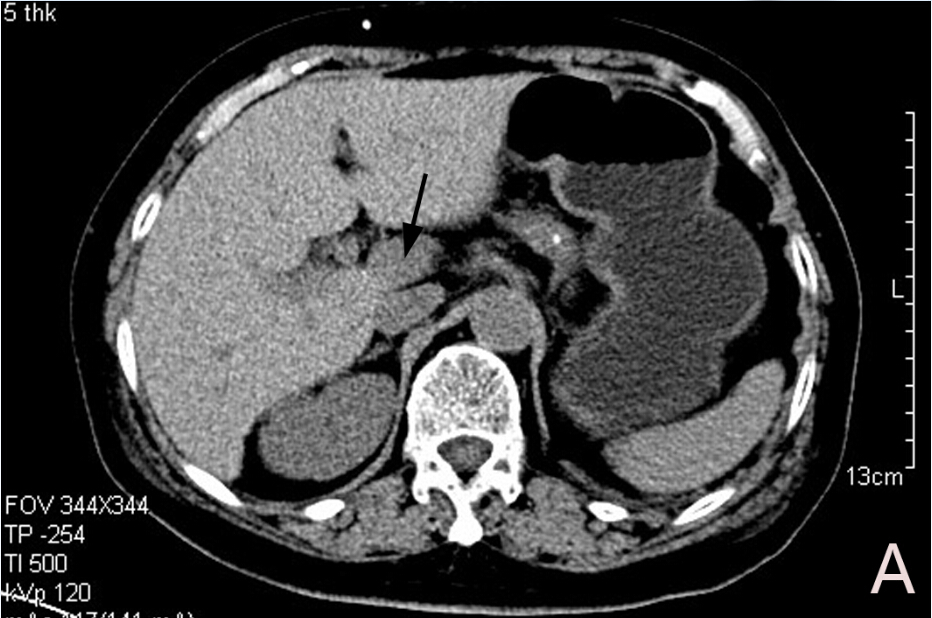 5 thk
L
13cm
FOV 344X344
TP -254
TI 500
kVp 120
A